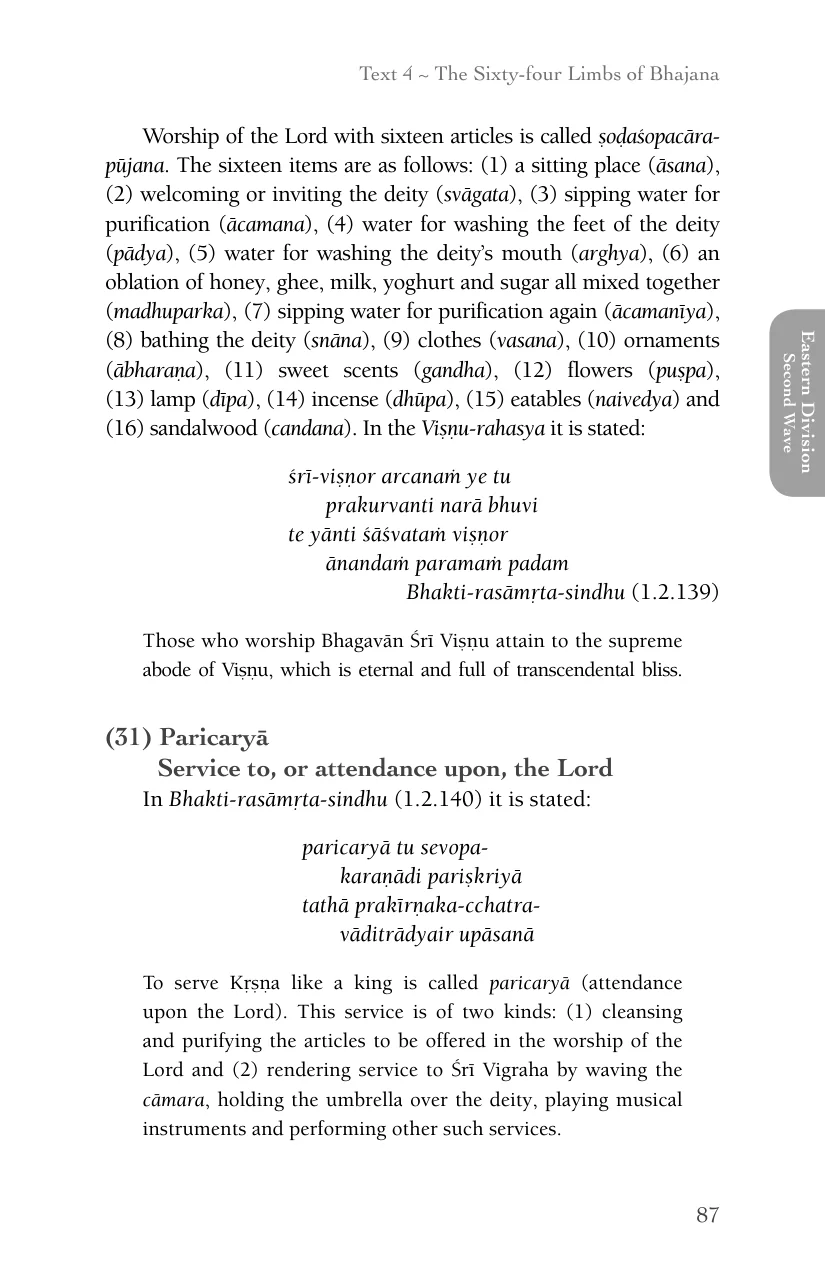 Text 4 ~ The Sixty-four Limbs of Bhajana
Worship of the Lord with sixteen articles is called ṣoḍaśopacāra-
pūjana. The sixteen items are as follows: (1) a sitting place (āsana),
(2) welcoming or inviting the deity (svāgata), (3) sipping water for
purification (ācamana), (4) water for washing the feet of the deity
(pādya), (5) water for washing the deity’s mouth (arghya), (6) an
oblation of honey, ghee, milk, yoghurt and sugar all mixed together
(madhuparka), (7) sipping water for purification again (ācamanīya),
(8) bathing the deity (snāna), (9) clothes (vasana), (10) ornaments
(ābharaṇa), (11) sweet scents (gandha), (12) flowers (puṣpa),
(13) lamp (dīpa), (14) incense (dhūpa), (15) eatables (naivedya) and
(16) sandalwood (candana). In the Viṣṇu-rahasya it is stated:
śrī-viṣṇor arcanaṁ ye tu
prakurvanti narā bhuvi
te yānti śāśvataṁ viṣṇor
ānandaṁ paramaṁ padam
Bhakti-rasāmṛta-sindhu (1.2.139)
Those who worship Bhagavān Śrī Viṣṇu attain to the supreme
abode of Viṣṇu, which is eternal and full of transcendental bliss.
(31) Paricaryā
Service to, or attendance upon, the Lord
In Bhakti-rasāmṛta-sindhu (1.2.140) it is stated:
paricaryā tu sevopa-
karaṇādi pariṣkriyā
tathā prakīrṇaka-cchatra-
vāditrādyair upāsanā
To serve Kṛṣṇa like a king is called paricaryā (attendance
upon the Lord). This service is of two kinds: (1) cleansing
and purifying the articles to be offered in the worship of the
Lord and (2) rendering service to Śrī Vigraha by waving the
cāmara, holding the umbrella over the deity, playing musical
instruments and performing other such services.
Eastern Division
Second Wave
87